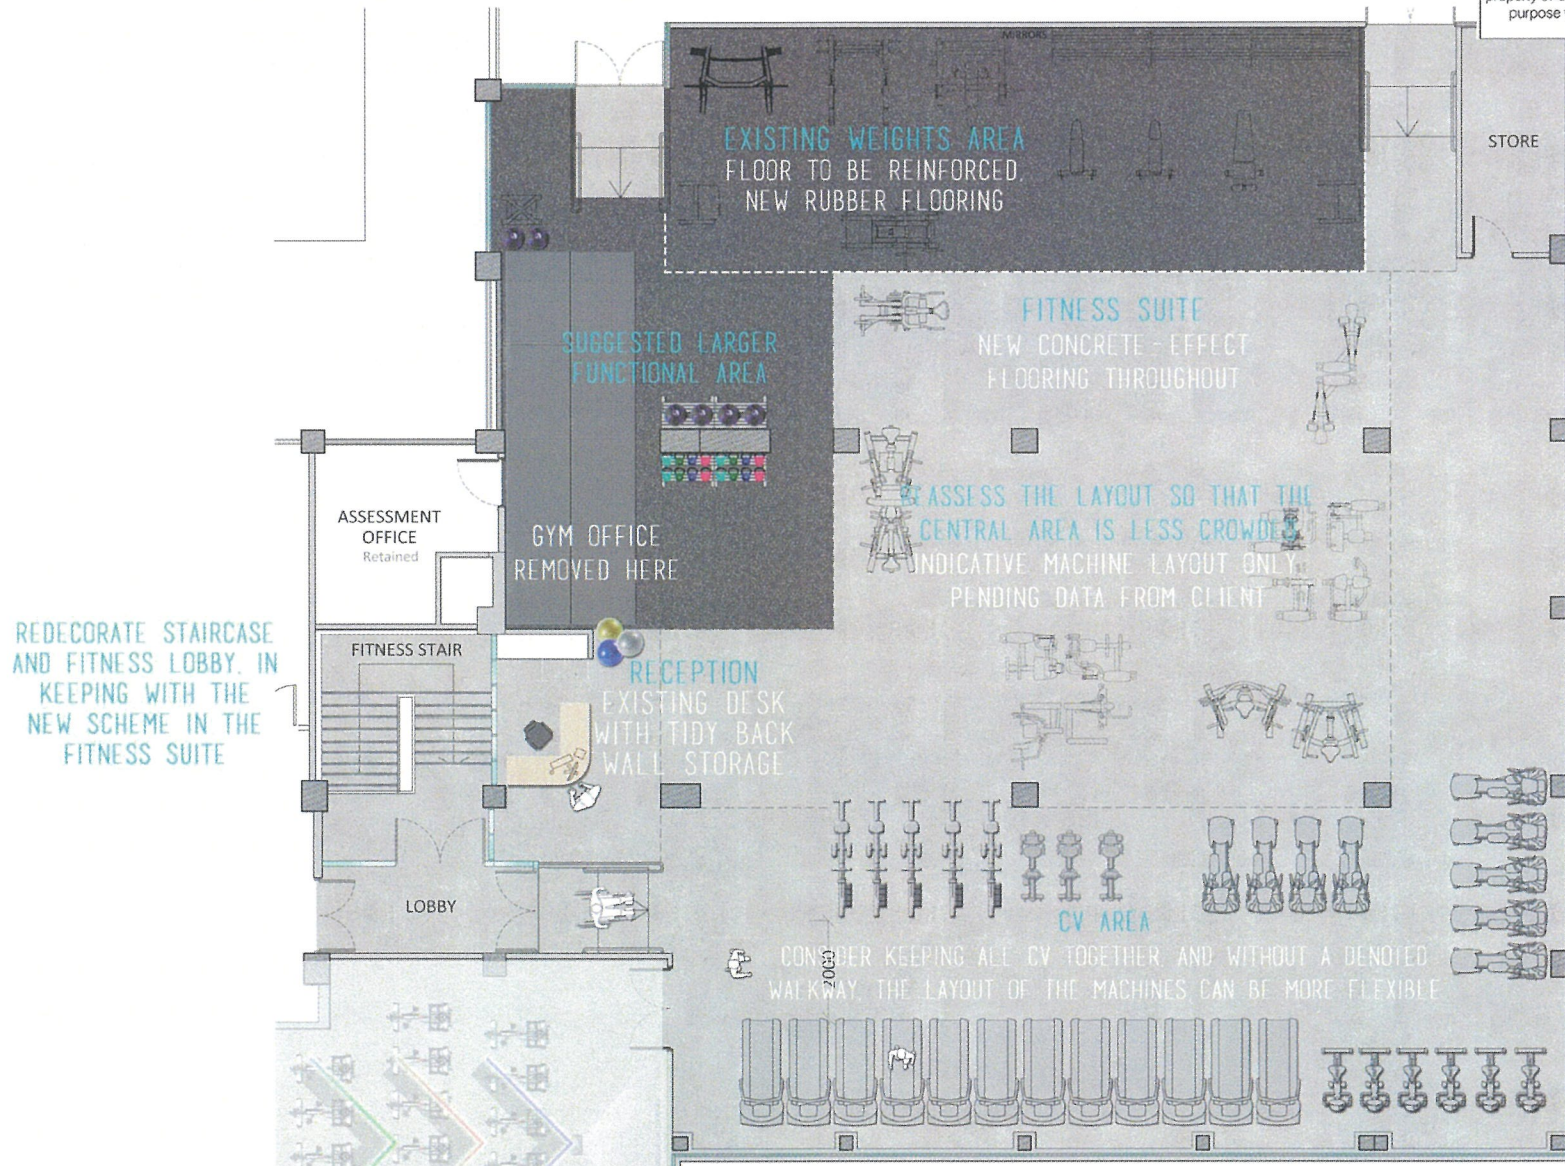 purpose
MIRRORS
EXISTING WEIGHTS AREA
FLOOR TO BE REINFORCED,
NEW RUBBER FLOORING
STORE
FITNESS SUITE
NEW CONCRETE-EFFECT
FLOORING THROUGHOUT
SUGGESTED LARGER
FUNCTIONAL AREA
ASSESSMENT
OFFICE
Retained
GYM OFFICE
REMOVED HERE
REASSESS THE LAYOUT SO THAT THE
CENTRAL AREA IS LESS CROWDED
INDICATIVE MACHINE LAYOUT ONLY,
PENDING DATA FROM CLIENT
REDECORATE STAIRCASE
AND FITNESS LOBBY, IN
KEEPING WITH THE
NEW SCHEME IN THE
FITNESS SUITE
FITNESS STAIR
RECEPTION
EXISTING DESK
WITH TIDY BACK
WALL STORAGE
LOBBY
CV AREA
CONSIDER KEEPING ALL CV TOGETHER AND WITHOUT A DENOTED
WALKWAY, THE LAYOUT OF THE MACHINES CAN BE MORE FLEXIBLE
2000